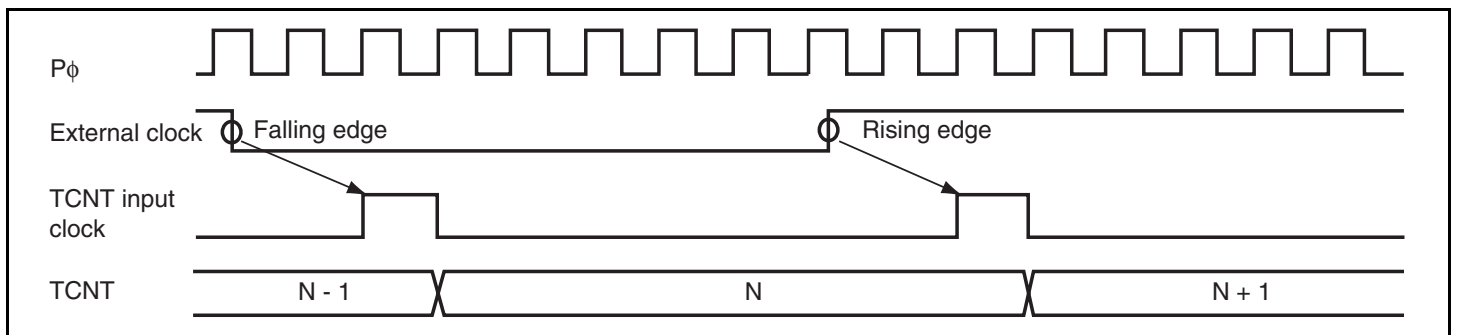 Pϕ
External clock
Falling edge
Rising edge
TCNT input
clock
TCNT
N - 1
N
N + 1